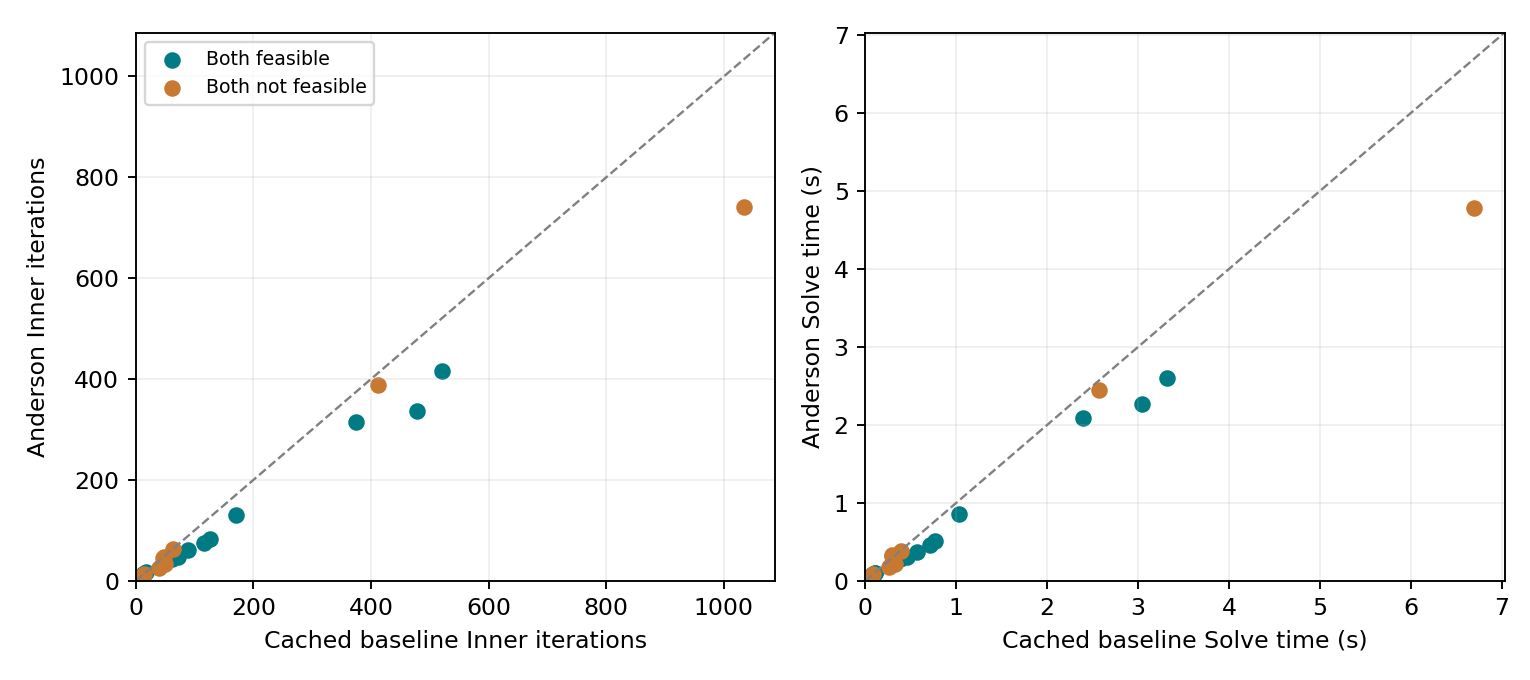 Both feasible
Both not feasible
Anderson Inner iterations
1000
800
600
400
200
0
0 200 400 600 800 1000
Cached baseline Inner iterations
Anderson Solve time (s)
7
6
5
4
3
2
1
0
0 1 2 3 4 5 6 7
Cached baseline Solve time (s)